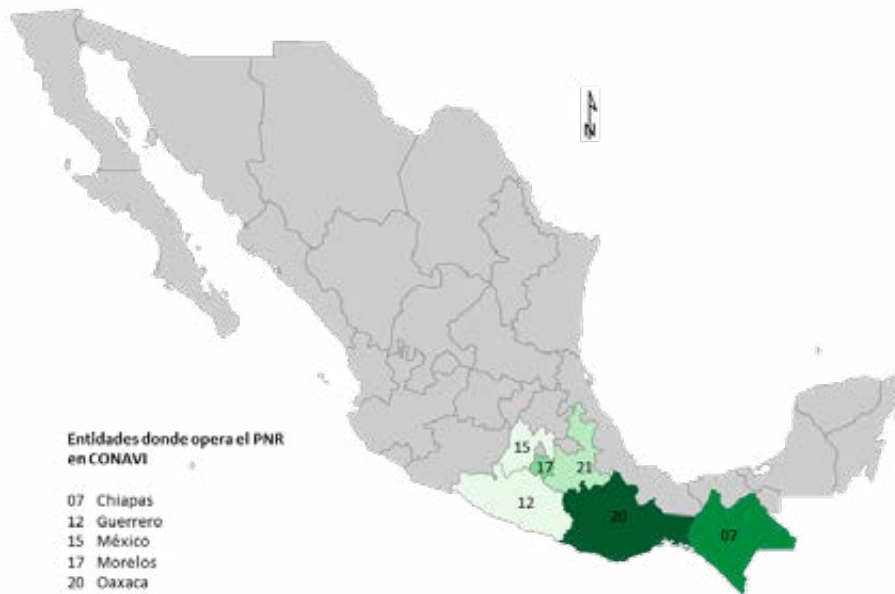 N
15
17
21
12
20
07
Entidades donde opera el PNR
en CONAVI
07 Chiapas
12 Guerrero
15 México
17 Morelos
20 Oaxaca